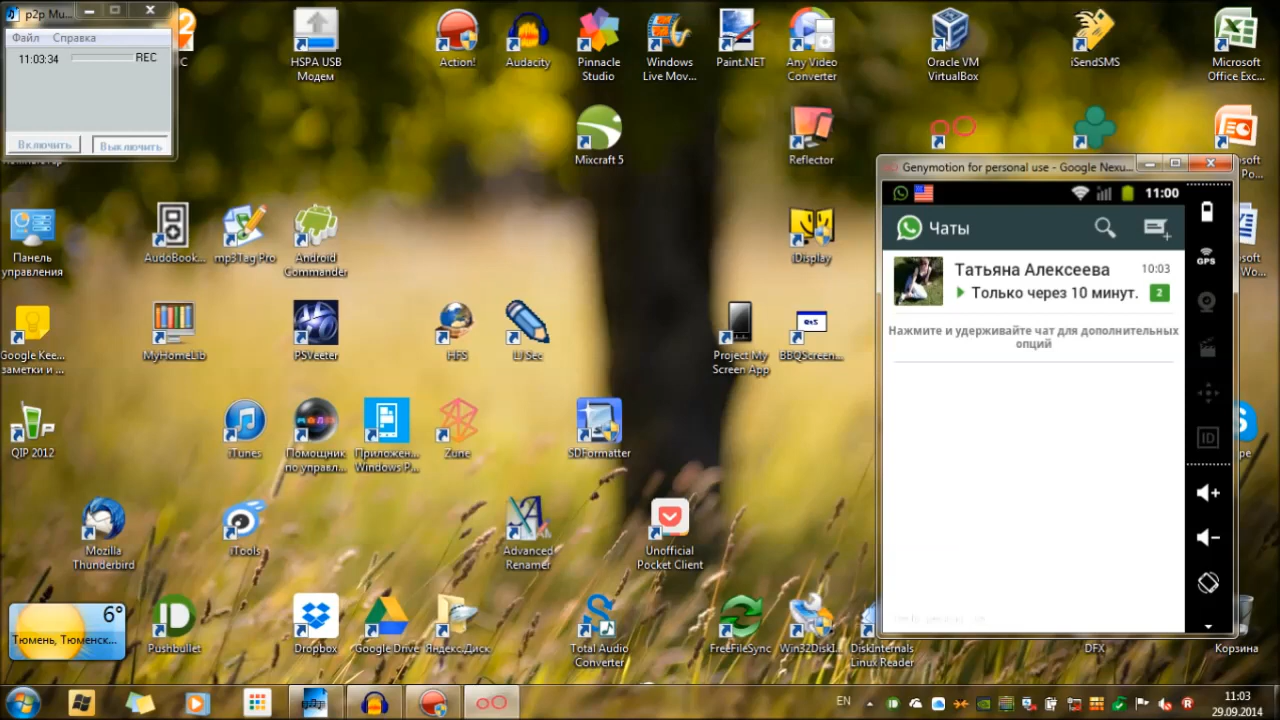 p2p Mu...
Файл Справка
11:03:34 REC
Включить Выключить
HSPA USB
Модем
Action!
Audacity
Pinnacle
Studio
Windows
Live Mov...
Paint.NET
Any Video
Converter
Oracle VM
VirtualBox
iSendSMS
Microsoft
Office Exc...
Mixcraft 5
Reflector
Панель
управления
AudoBook...
mp3Tag Pro
Android
Commander
iDisplay
Google Kee...
заметки и ...
MyHomeLib
PSVeeter
HFS
LJ Sec
Project My
Screen App
BBQScreen...
QIP 2012
iTunes
Помощник
по управл...
Приложен...
Windows P...
Zune
SDFormatter
Mozilla
Thunderbird
iTools
Advanced
Renamer
Unofficial
Pocket Client
6°
Тюмень, Тюменск...
Pushbullet
Dropbox
Google Drive
Яндекс.Диск
Total Audio
Converter
FreeFileSync
Win32DiskI...
DiskInternals
Linux Reader
DFX
Корзина
Genymotion for personal use - Google Nexu...
11:00
Чаты
Татьяна Алексеева 10:03
Только через 10 минут. 2
Нажмите и удерживайте чат для дополнительных
опций
GPS
ID
EN
11:03
29.09.2014